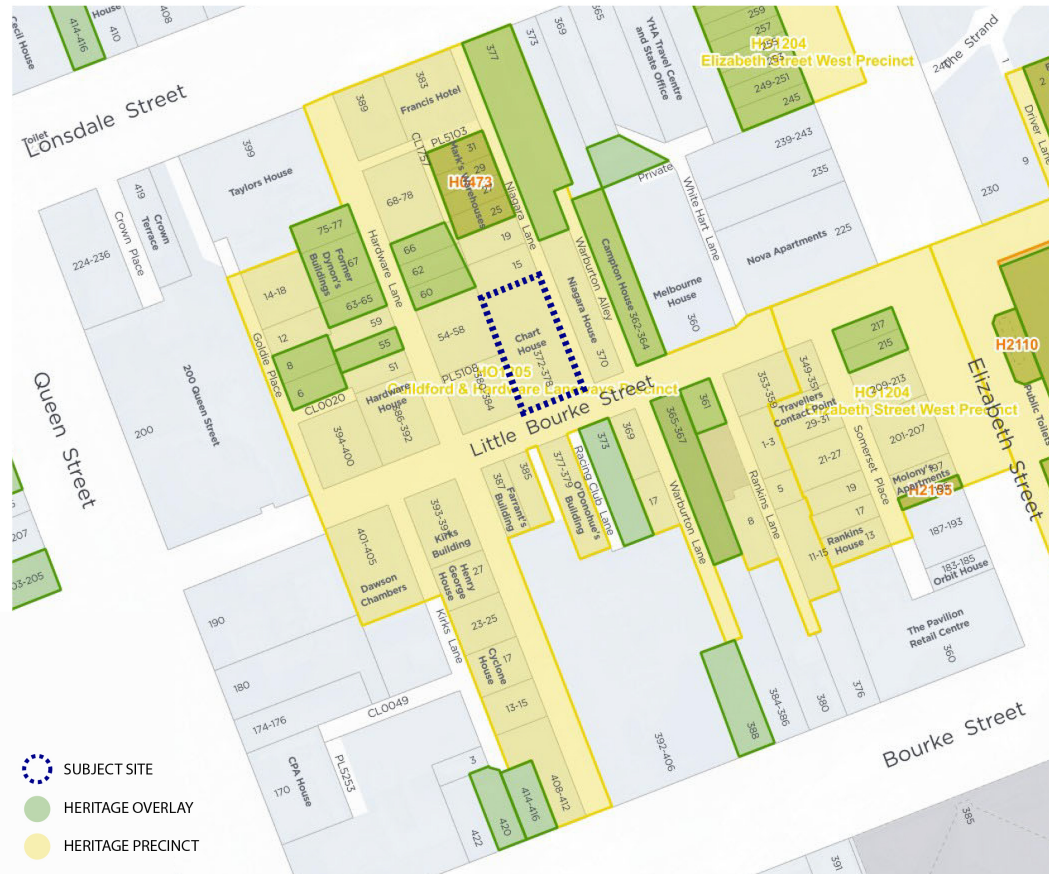 Cecil House
414-416
House
410
408
Toilet
Lonsdale Street
399
Taylors House
389
383
Francis Hotel
377
373
369
365
YHA Travel Centre
and State Office
259
257
255
253
249-251
245
HO1204
Elizabeth Street West Precinct
The Strand
1
2
Driver Lane
9
230
239-243
235
225
Nova Apartments
Private
White Hart Lane
Melbourne
House
360
CL1757
PL5103
31
29
25
Mark's Warehouses
H0473
Niagara Lane
19
15
68-78
66
62
60
Hardware Lane
75-77
67
63-65
Former
Dynon's
Buildings
59
55
51
54-58
14-18
12
8
6
Goldie Place
CL0020
419
Crown
Terrace
Crown Place
224-236
Queen Street
200
200 Queen Street
Chart
House
372-378
Niagara House
370
Warburton Alley
Campton House
362-364
PL5108
380-384
HO1205
Guildford & Hardware Laneways Precinct
Hardware
House
386-392
394-400
Little Bourke Street
217
215
HO1204
Elizabeth Street West Precinct
209-213
201-207
197
Molony's
Apartments
H2195
H2110
Public Toilets
Elizabeth Street
349-351
353-359
Travellers
Contact Point
29-31
21-27
19
17
13
Rankins
House
11-15
1-3
5
8
Rankins Lane
Somerset Place
361
365-367
369
373
17
Warburton Lane
Racing Club Lane
377-379
O'Donohue's
Building
385
387
Farrant's
Building
Kirks
Building
401-405
Dawson
Chambers
Henry
George
House
27
23-25
17
Cyclone
House
13-15
Kirks Lane
207
190
180
174-176
CL0049
PL5253
170
CPA House
3
422
420
414-416
408-412
392-406
388
384-386
380
376
187-193
183-185
Orbit House
The Pavilion
Retail Centre
360
Bourke Street
385
391
SUBJECT SITE
HERITAGE OVERLAY
HERITAGE PRECINCT